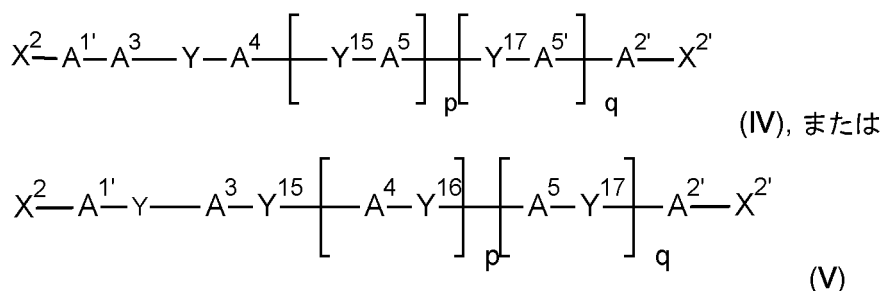 X²—A¹'—A³—Y—A⁴—[Y¹⁵—A⁵]p[Y¹⁷—A⁵']q—A²'—X²'
(IV), または
X²—A¹'—Y—A³—Y¹⁵—[A⁴—Y¹⁶]p[A⁵—Y¹⁷]q—A²'—X²'
(V)